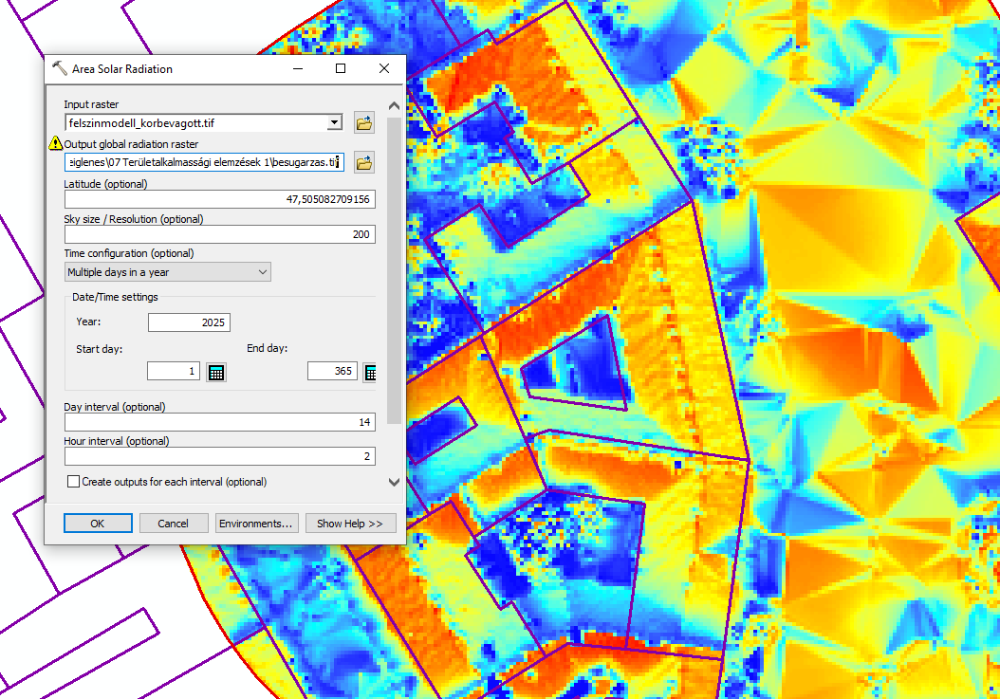 Area Solar Radiation
Input raster
felszinmodell_korbevagott.tif
Output global radiation raster
eiglenes\07 Területalkalmassági elemzések 1\besugarzas.tif
Latitude (optional)
47,505082709156
Sky size / Resolution (optional)
200
Time configuration (optional)
Multiple days in a year
Date/Time settings
Year:
2025
Start day:
End day:
1
365
Day interval (optional)
14
Hour interval (optional)
2
Create outputs for each interval (optional)
OK
Cancel
Environments...
Show Help >>